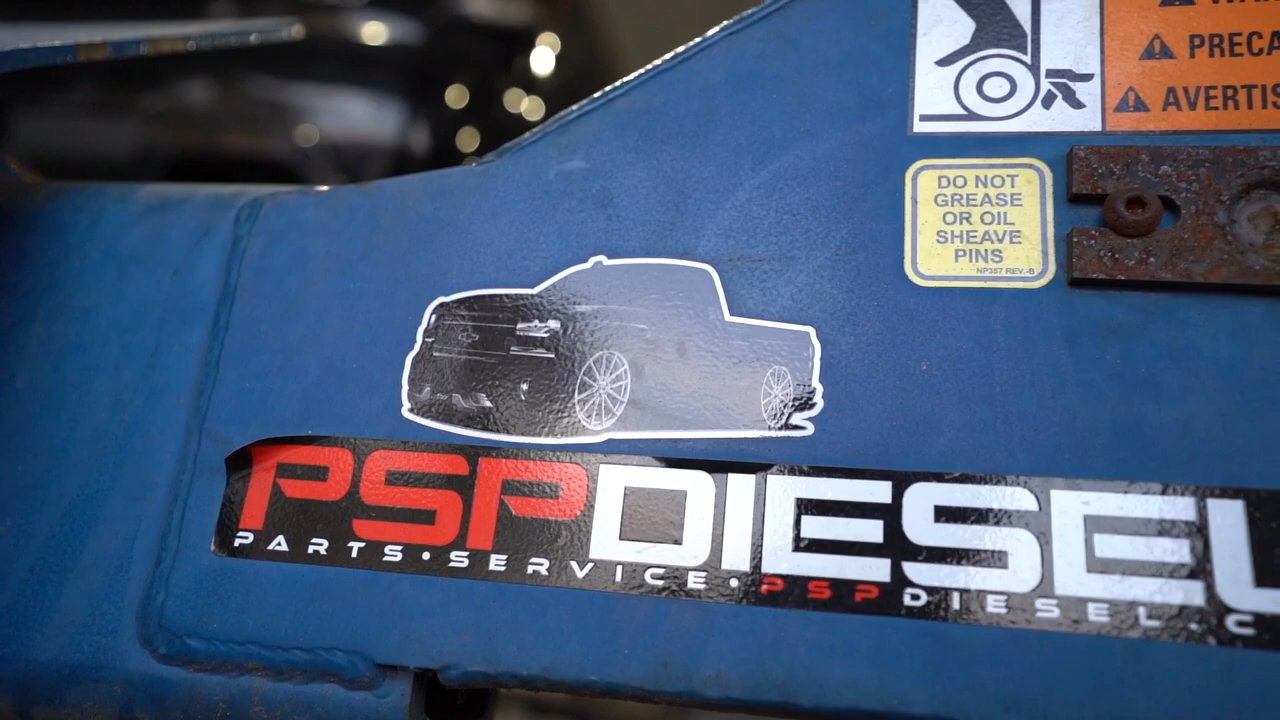 PRECA
AVERTIS
DO NOT
GREASE
OR OIL
SHEAVE
PINS
NP357 REV.-B
PSPDIESEL
PARTS•SERVICE•PSPDIESEL.C